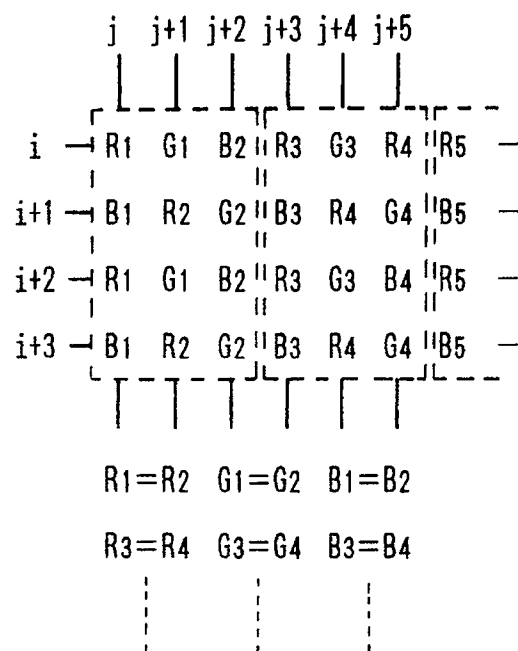 j j+1 j+2 j+3 j+4 j+5
i R1 G1 B2 R3 G3 R4 R5
i+1 B1 R2 G2 B3 R4 G4 B5
i+2 R1 G1 B2 R3 G3 B4 R5
i+3 B1 R2 G2 B3 R4 G4 B5
R1=R2 G1=G2 B1=B2
R3=R4 G3=G4 B3=B4